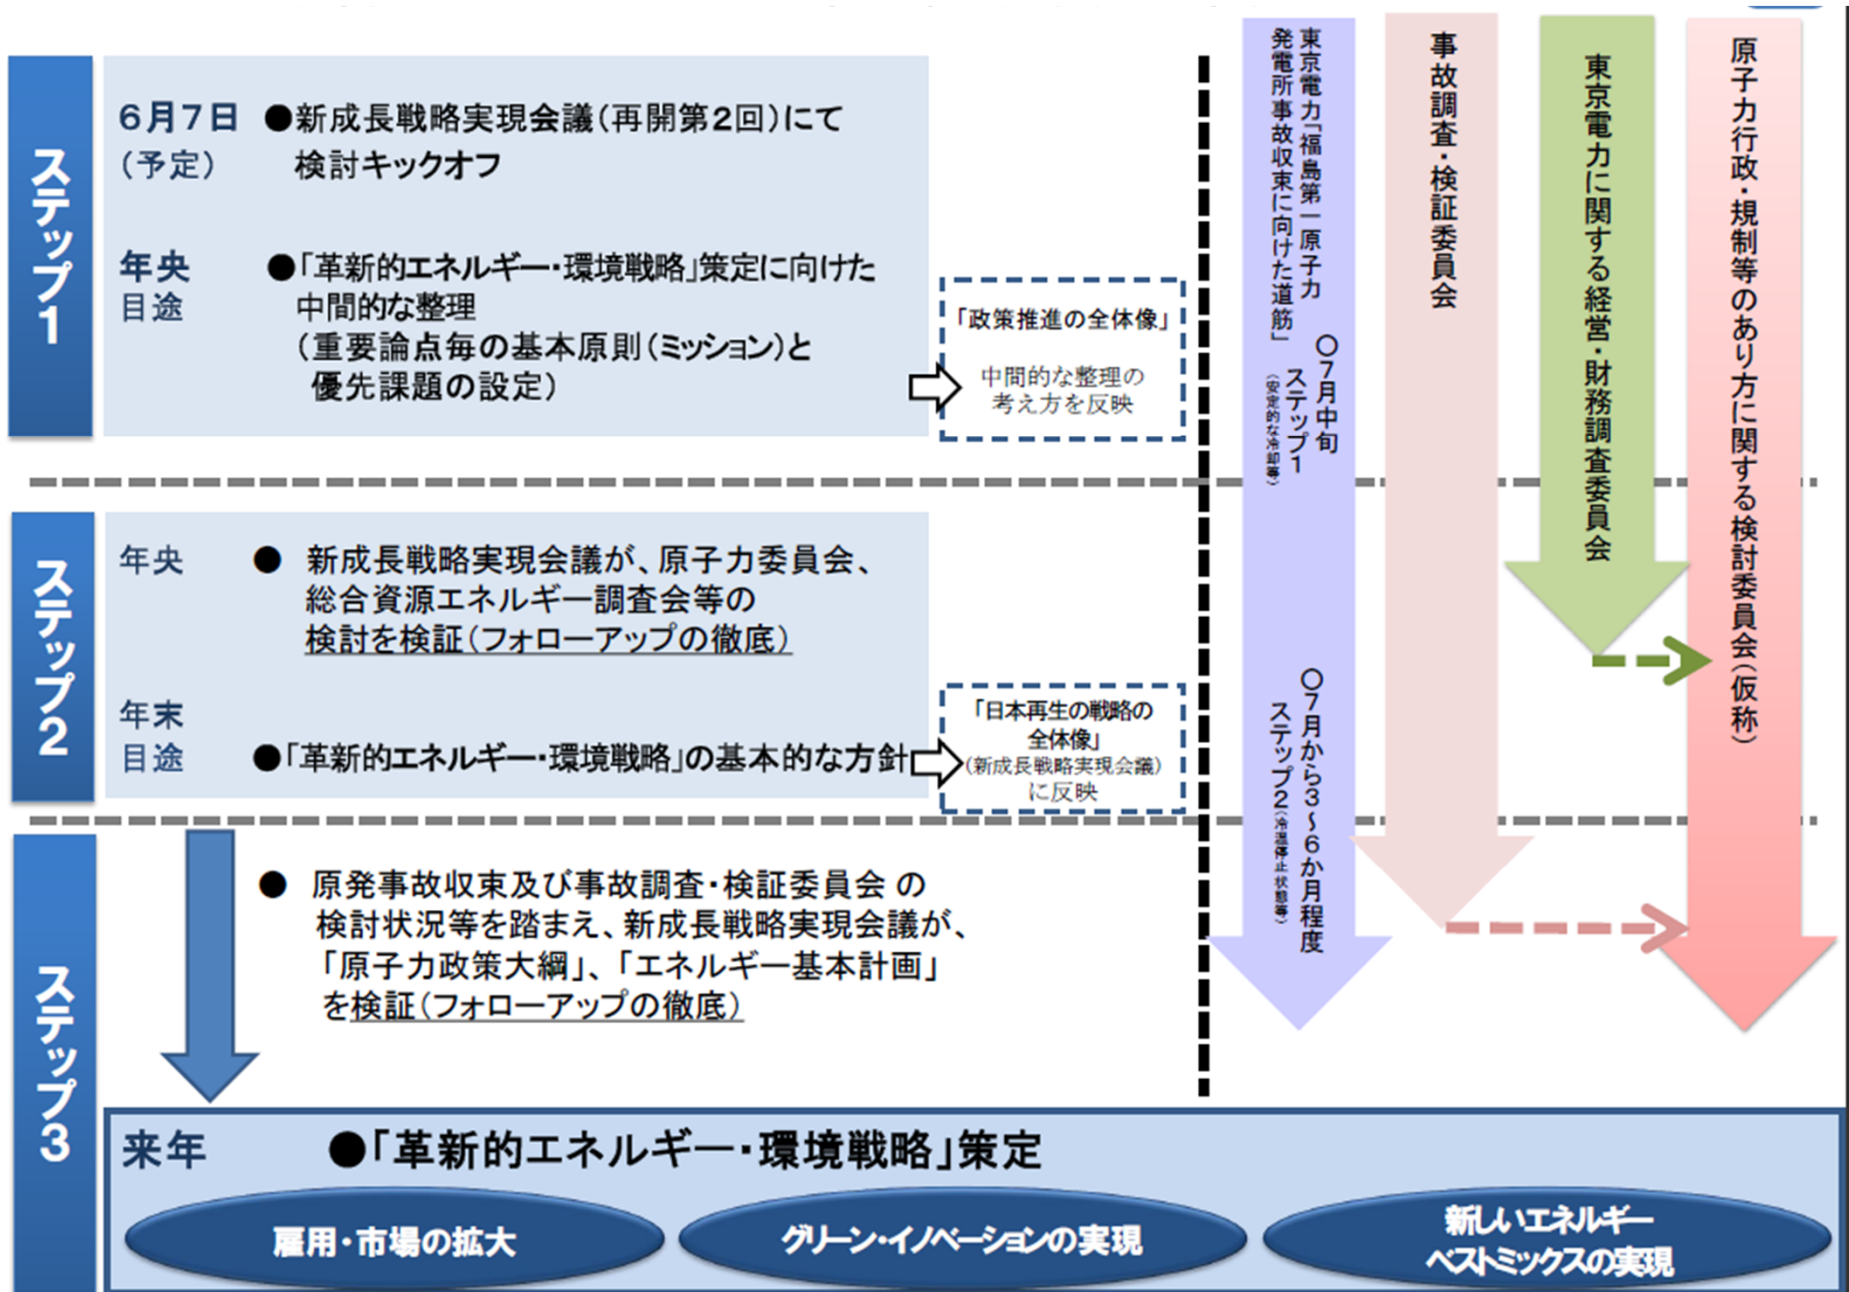 ステップ1
6月7日 ●新成長戦略実現会議(再開第2回)にて
(予定) 検討キックオフ
年央 ●「革新的エネルギー・環境戦略」策定に向けた
目途 中間的な整理
(重要論点毎の基本原則(ミッション)と
優先課題の設定)
「政策推進の全体像」
中間的な整理の
考え方を反映
ステップ2
年央 ● 新成長戦略実現会議が、原子力委員会、
総合資源エネルギー調査会等の
検討を検証(フォローアップの徹底)
年末
目途 ●「革新的エネルギー・環境戦略」の基本的な方針
「日本再生の戦略の
全体像」
(新成長戦略実現会議)
に反映
ステップ3
● 原発事故収束及び事故調査・検証委員会 の
検討状況等を踏まえ、新成長戦略実現会議が、
「原子力政策大綱」、「エネルギー基本計画」
を検証(フォローアップの徹底)
来年 ●「革新的エネルギー・環境戦略」策定
雇用・市場の拡大
グリーン・イノベーションの実現
新しいエネルギー
ベストミックスの実現
東京電力「福島第一原子力
発電所事故収束に向けた道筋」
○7月中旬
ステップ1
(安定的な冷却等)
○7月から3~6か月程度
ステップ2(冷温停止状態等)
事故調査・検証委員会
東京電力に関する経営・財務調査委員会
原子力行政・規制等のあり方に関する検討委員会(仮称)